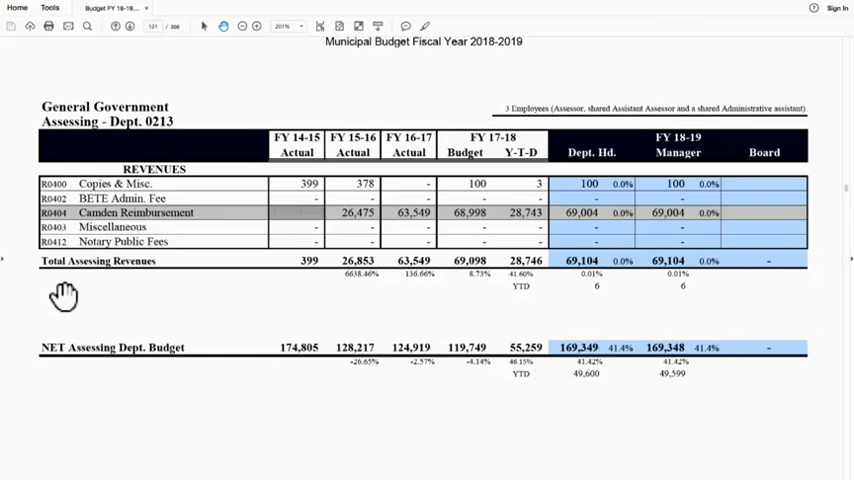 Home Tools Budget FY 18-19... × Sign In
121 / 366 201%
Municipal Budget Fiscal Year 2018-2019
General Government
Assessing - Dept. 0213
3 Employees (Assessor, shared Assistant Assessor and a shared Administrative assistant)
FY 14-15 FY 15-16 FY 16-17 FY 17-18 FY 18-19
Actual Actual Actual Budget Y-T-D Dept. Hd. Manager Board
REVENUES
R0400 Copies & Misc. 399 378 - 100 3 100 0.0% 100 0.0%
R0402 BETE Admin. Fee - - - - - - -
R0404 Camden Reimbursement 26,475 63,549 68,998 28,743 69,004 0.0% 69,004 0.0%
R0403 Miscellaneous - - - - - - -
R0412 Notary Public Fees - - - - - - -
Total Assessing Revenues 399 26,853 63,549 69,098 28,746 69,104 0.0% 69,104 0.0% -
6638.46% 136.66% 8.73% 41.60% 0.01% 0.01%
YTD 6 6
NET Assessing Dept. Budget 174,805 128,217 124,919 119,749 55,259 169,349 41.4% 169,348 41.4% -
-26.65% -2.57% -4.14% 46.15% 41.42% 41.42%
YTD 49,600 49,599